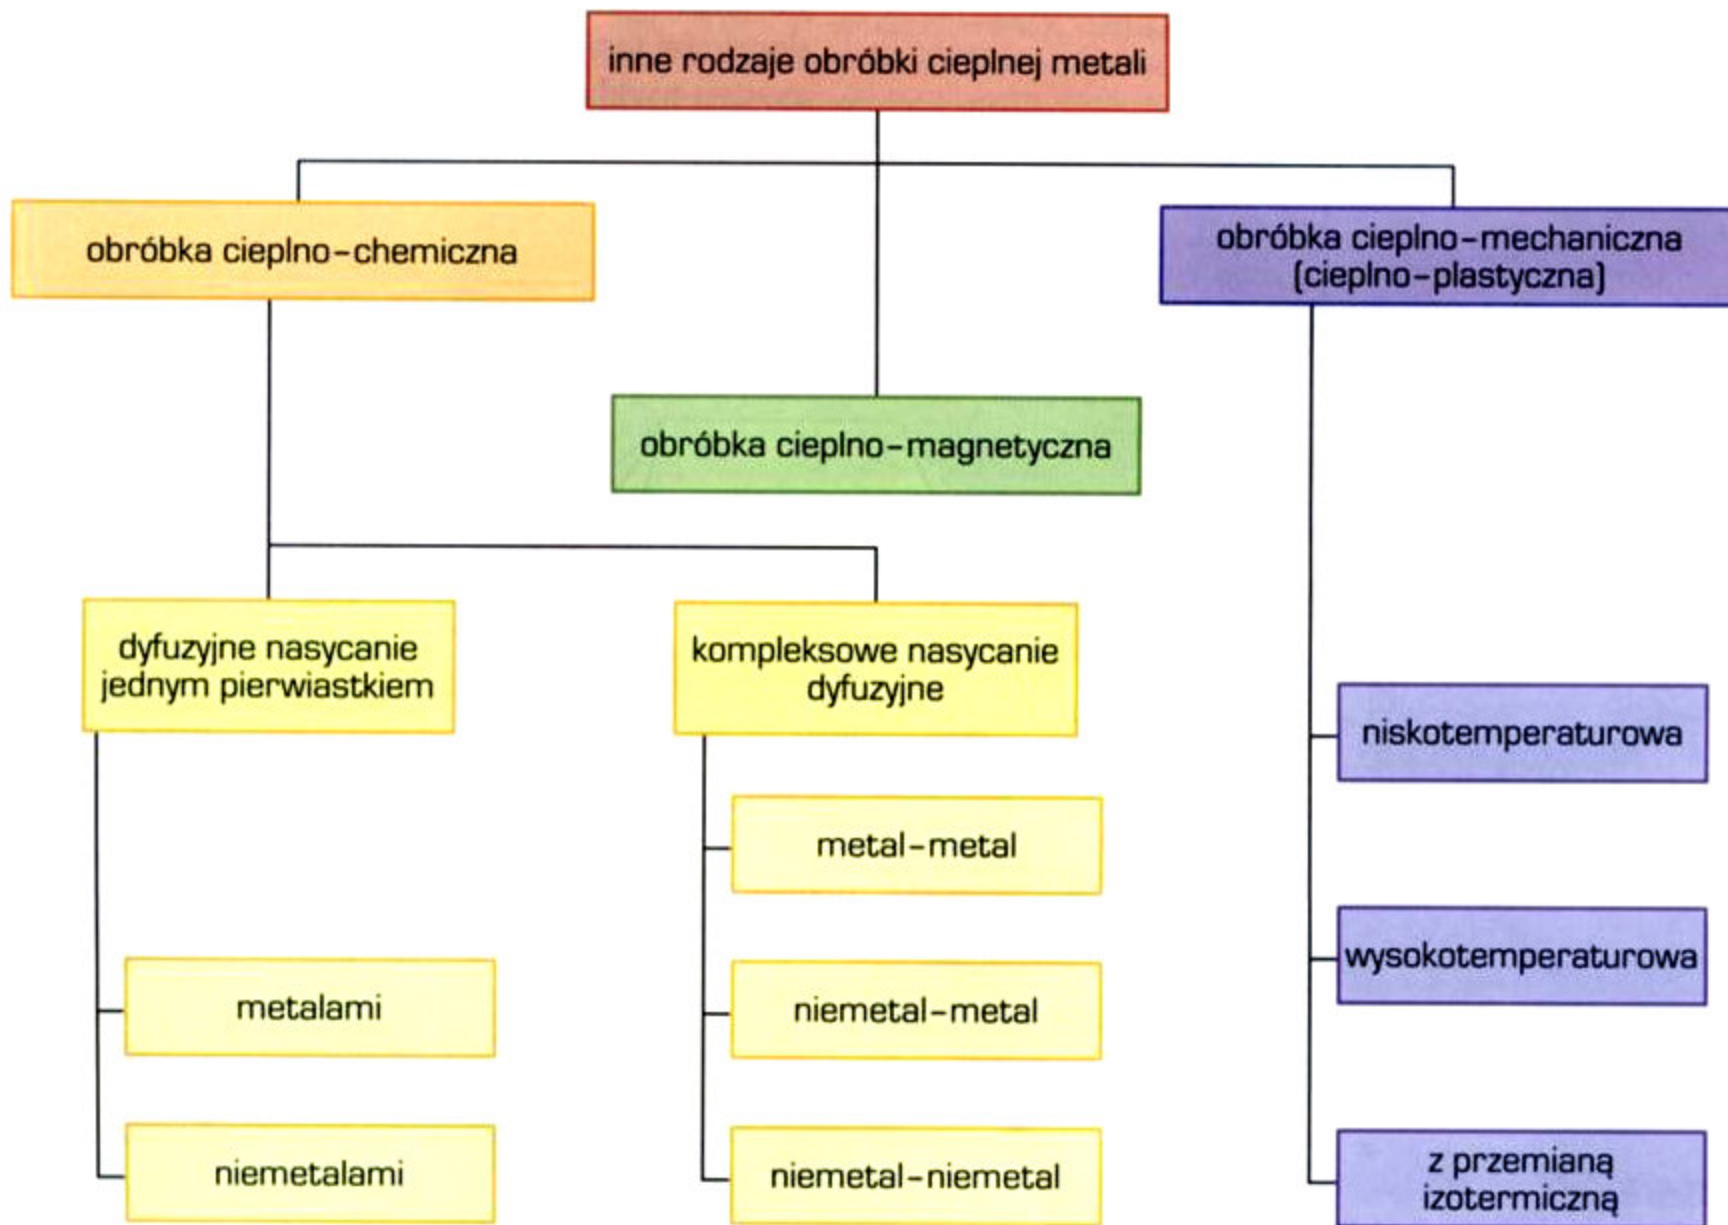 inne rodzaje obróbki cieplnej metali
obróbka cieplno-chemiczna
obróbka cieplno-mechaniczna
(cieplno-plastyczna)
obróbka cieplno-magnetyczna
dyfuzyjne nasycanie
jednym pierwiastkiem
metalami
niemetalami
kompleksowe nasycanie
dyfuzyjne
metal-metal
niemetal-metal
niemetal-niemetal
niskotemperaturowa
wysokotemperaturowa
z przemianą
izotermiczną